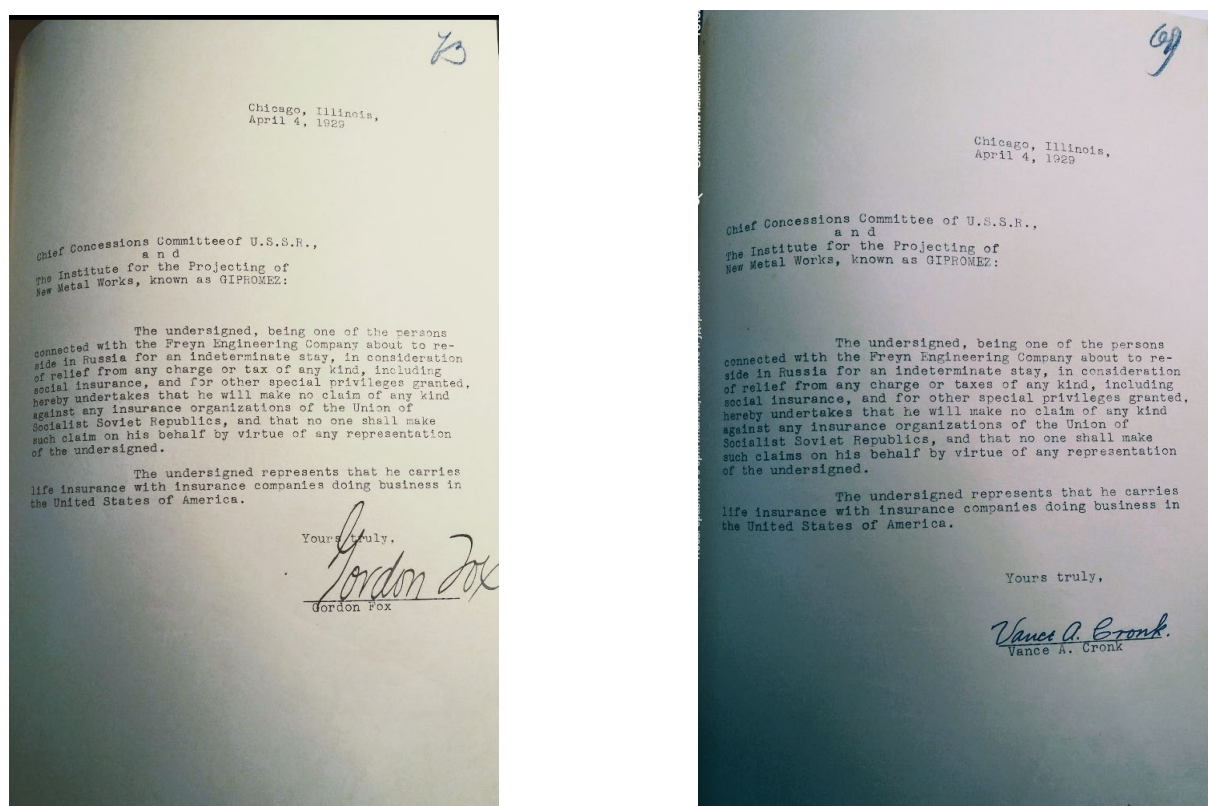 73
Chicago, Illinois,
April 4, 1929
Chief Concessions Committeeof U.S.S.R.,
a n d
The Institute for the Projecting of
New Metal Works, known as GIPROMEZ:
The undersigned, being one of the persons
connected with the Freyn Engineering Company about to re-
side in Russia for an indeterminate stay, in consideration
of relief from any charge or tax of any kind, including
social insurance, and for other special privileges granted,
hereby undertakes that he will make no claim of any kind
against any insurance organizations of the Union of
Socialist Soviet Republics, and that no one shall make
such claim on his behalf by virtue of any representation
of the undersigned.
The undersigned represents that he carries
life insurance with insurance companies doing business in
the United States of America.
Yours truly,
Gordon Fox
Gordon Fox
69
Chicago, Illinois,
April 4, 1929
Chief Concessions Committee of U.S.S.R.,
a n d
The Institute for the Projecting of
New Metal Works, known as GIPROMEZ:
The undersigned, being one of the persons
connected with the Freyn Engineering Company about to re-
side in Russia for an indeterminate stay, in consideration
of relief from any charge or taxes of any kind, including
social insurance, and for other special privileges granted,
hereby undertakes that he will make no claim of any kind
against any insurance organizations of the Union of
Socialist Soviet Republics, and that no one shall make
such claims on his behalf by virtue of any representation
of the undersigned.
The undersigned represents that he carries
life insurance with insurance companies doing business in
the United States of America.
Yours truly,
Vance A. Cronk.
Vance A. Cronk